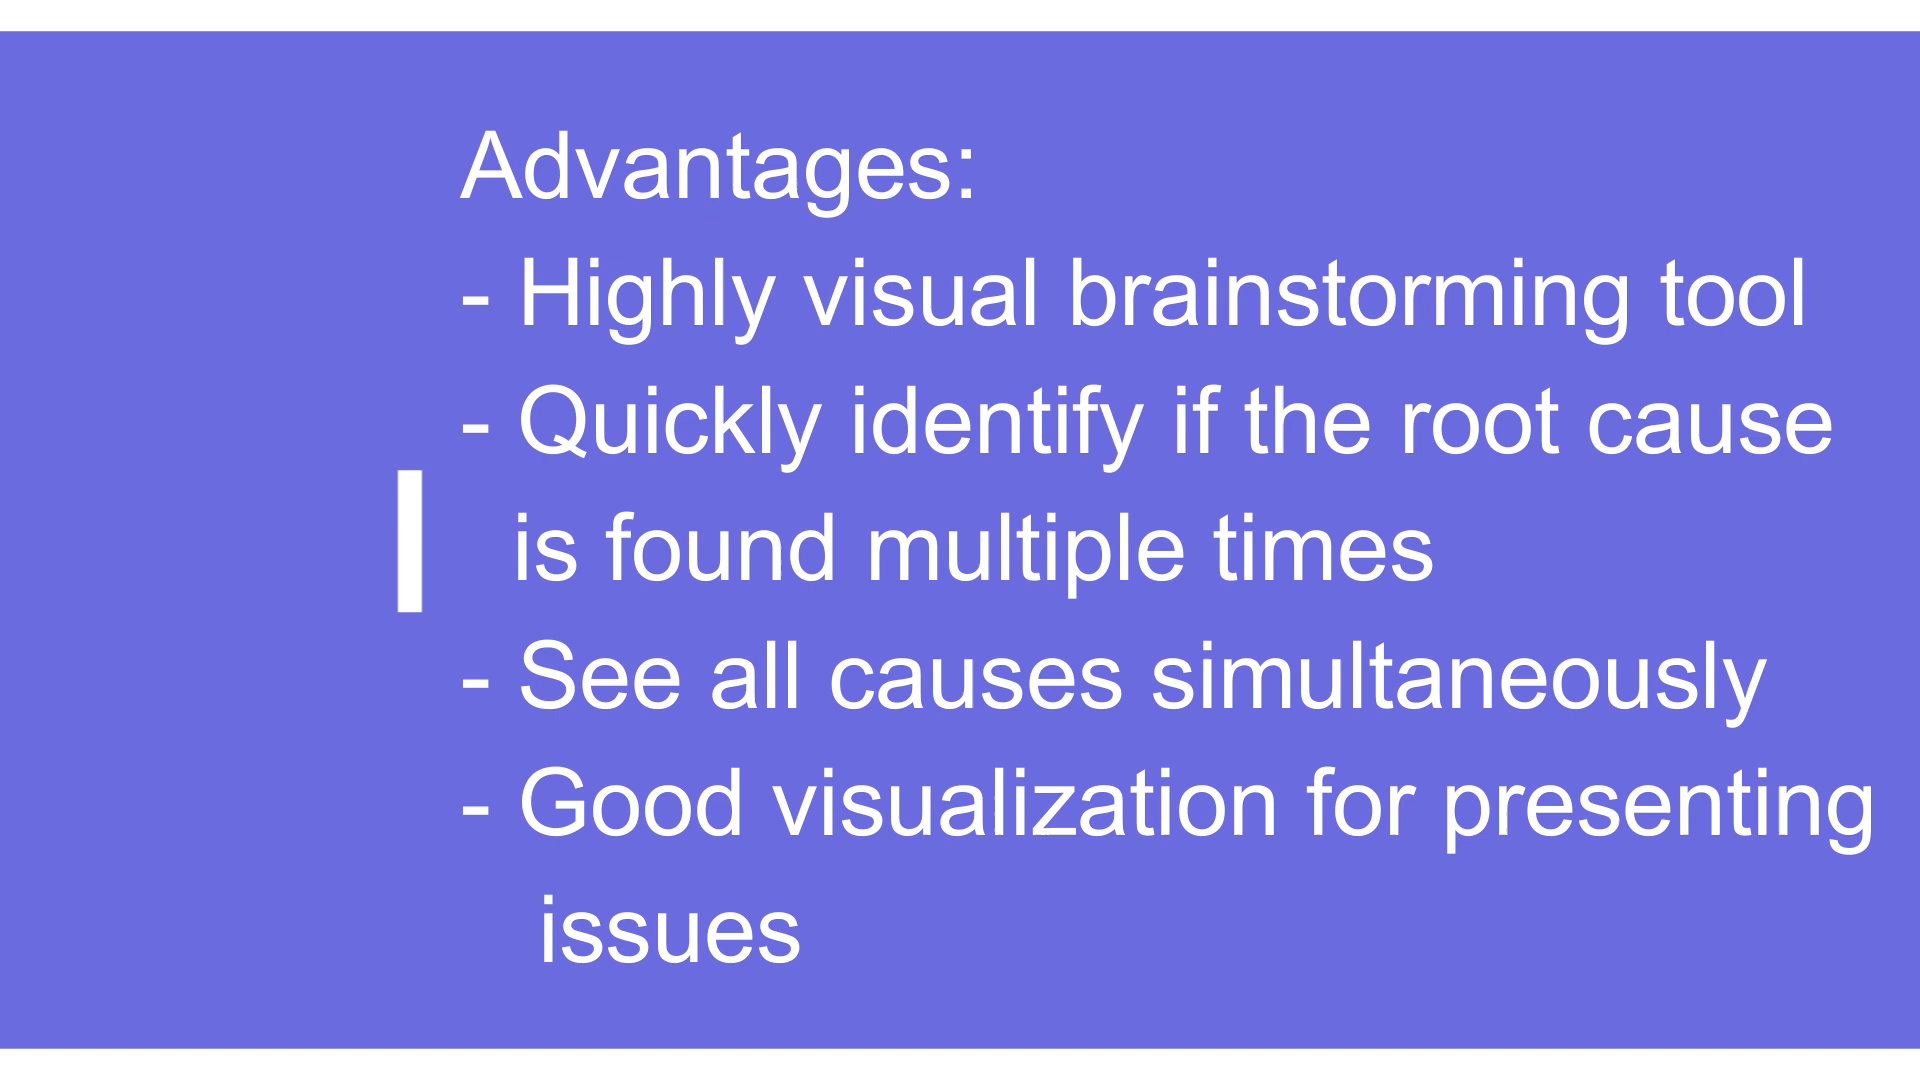 Advantages:
- Highly visual brainstorming tool
- Quickly identify if the root cause
is found multiple times
- See all causes simultaneously
- Good visualization for presenting
issues